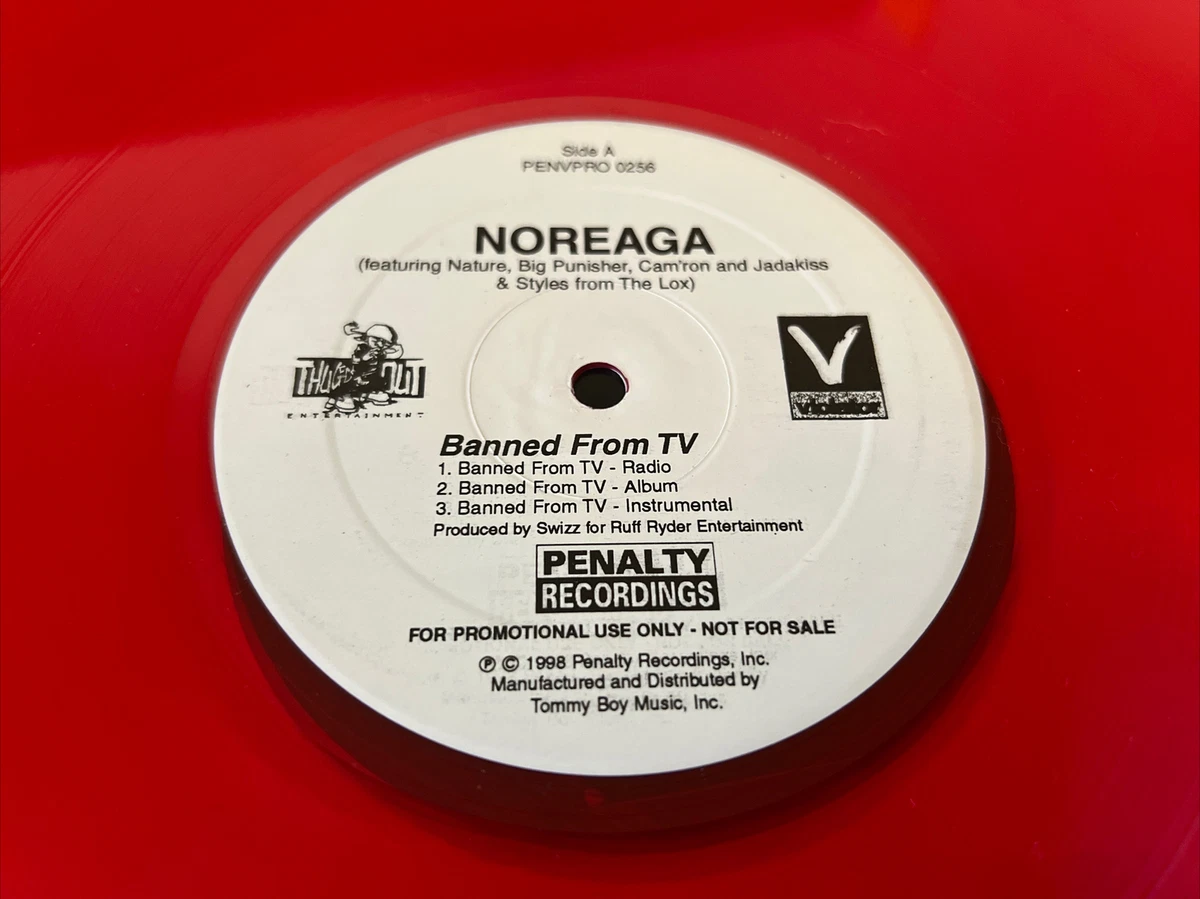 Side A
PENVPRO 0256
NOREAGA
(featuring Nature, Big Punisher, Cam'ron and Jadakiss
& Styles from The Lox)
THUGGED OUT
ENTERTAINMENT
V
Banned From TV
1. Banned From TV - Radio
2. Banned From TV - Album
3. Banned From TV - Instrumental
Produced by Swizz for Ruff Ryder Entertainment
PENALTY
RECORDINGS
FOR PROMOTIONAL USE ONLY - NOT FOR SALE
℗ © 1998 Penalty Recordings, Inc.
Manufactured and Distributed by
Tommy Boy Music, Inc.